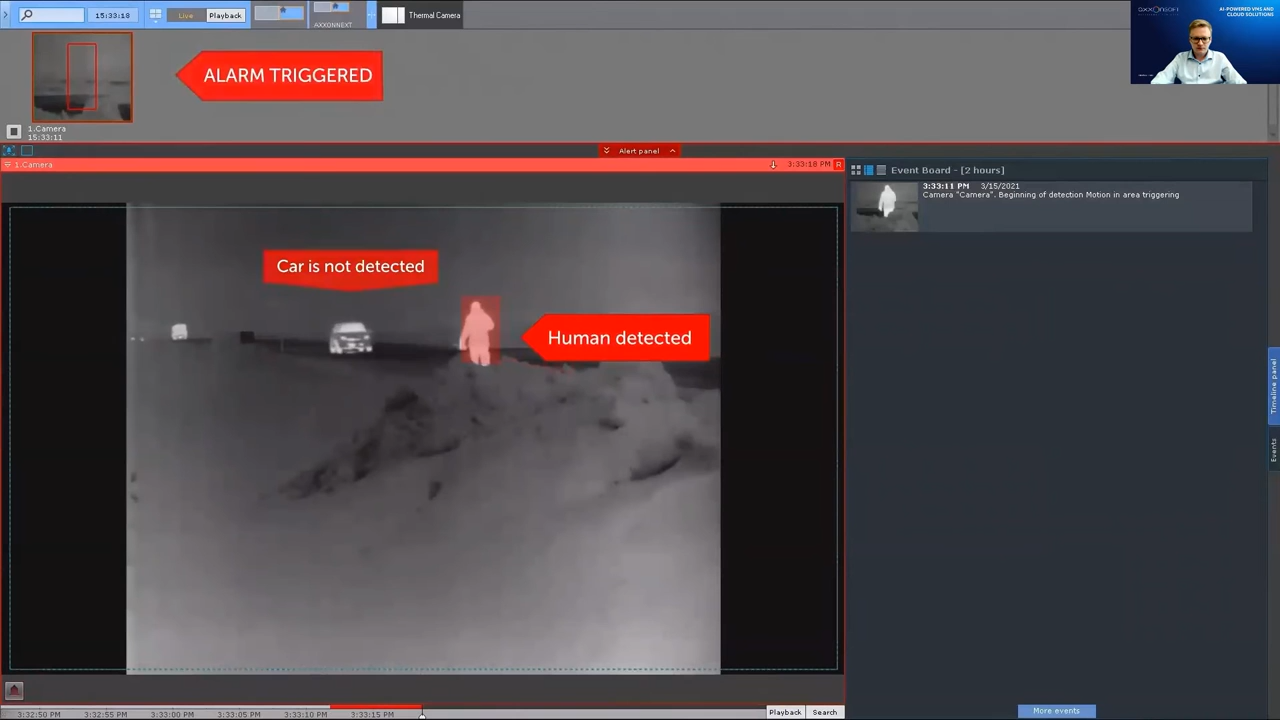 15:33:18
Live
Playback
AXXONNEXT
Thermal Camera
AXXONSOFT
AI-POWERED VMS AND
CLOUD SOLUTIONS
ALARM TRIGGERED
1.Camera
15:33:11
Alert panel
1.Camera
3:33:18 PM
R
Event Board - [2 hours]
3:33:11 PM 3/15/2021
Camera "Camera". Beginning of detection Motion in area triggering
Car is not detected
Human detected
Timeline panel
Events
More events
3:32:50 PM
3:32:55 PM
3:33:00 PM
3:33:05 PM
3:33:10 PM
3:33:15 PM
Playback
Search